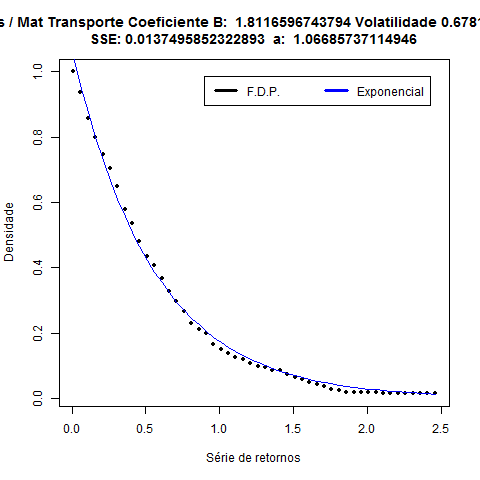 s / Mat Transporte Coeficiente B: 1.8116596743794 Volatilidade 0.6781
SSE: 0.0137495852322893 a: 1.06685737114946
F.D.P.
Exponencial
Densidade
1.0
0.8
0.6
0.4
0.2
0.0
0.0 0.5 1.0 1.5 2.0 2.5
Série de retornos